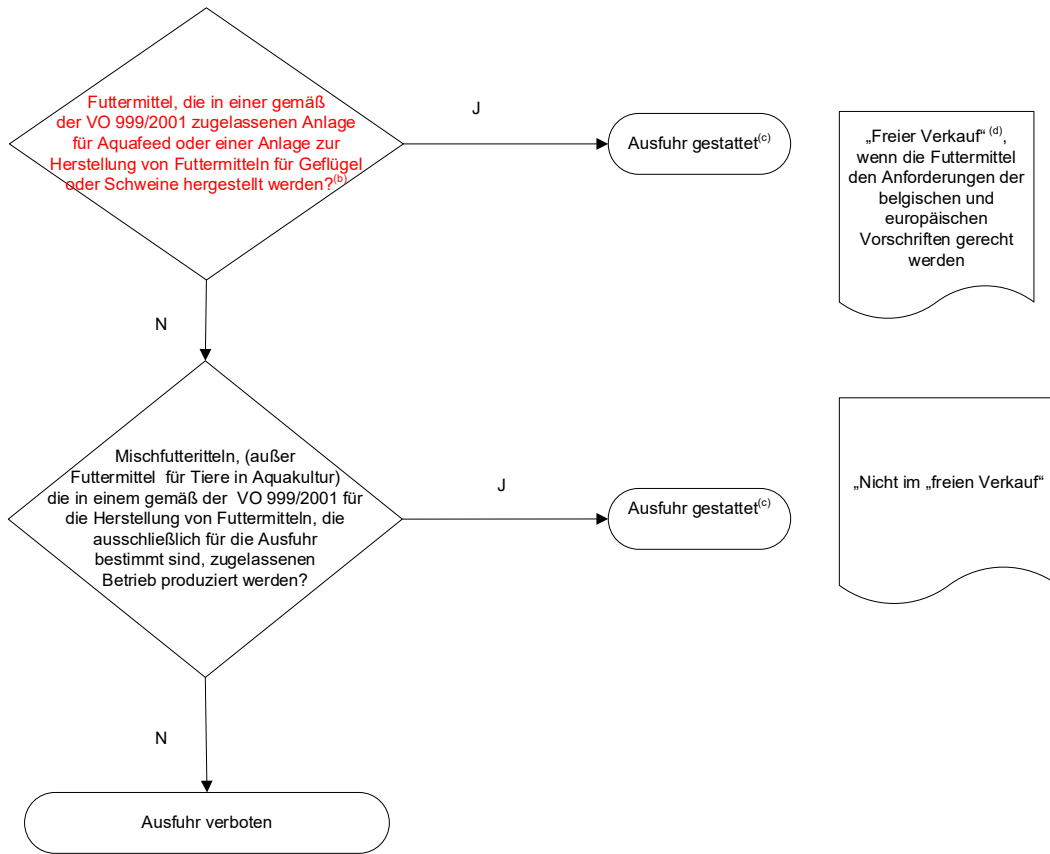 Futtermittel, die in einer gemäß
der VO 999/2001 zugelassenen Anlage
für Aquafeed oder einer Anlage zur
Herstellung von Futtermitteln für Geflügel
oder Schweine hergestellt werden?(b)
J
Ausfuhr gestattet(c)
„Freier Verkauf“ (d),
wenn die Futtermittel
den Anforderungen der
belgischen und
europäischen
Vorschriften gerecht
werden
N
Mischfutteritteln, (außer
Futtermittel für Tiere in Aquakultur)
die in einem gemäß der VO 999/2001 für
die Herstellung von Futtermitteln, die
ausschließlich für die Ausfuhr
bestimmt sind, zugelassenen
Betrieb produziert werden?
J
Ausfuhr gestattet(c)
„Nicht im „freien Verkauf“
N
Ausfuhr verboten